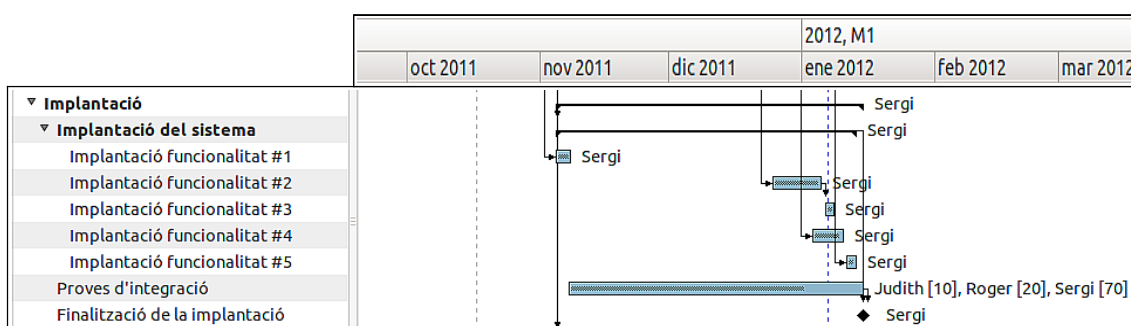 2012, M1
oct 2011 nov 2011 dic 2011 ene 2012 feb 2012 mar 2012
Implantació Sergi
Implantació del sistema Sergi
Implantació funcionalitat #1 Sergi
Implantació funcionalitat #2 Sergi
Implantació funcionalitat #3 Sergi
Implantació funcionalitat #4 Sergi
Implantació funcionalitat #5 Sergi
Proves d'integració Judith [10], Roger [20], Sergi [70]
Finalització de la implantació Sergi